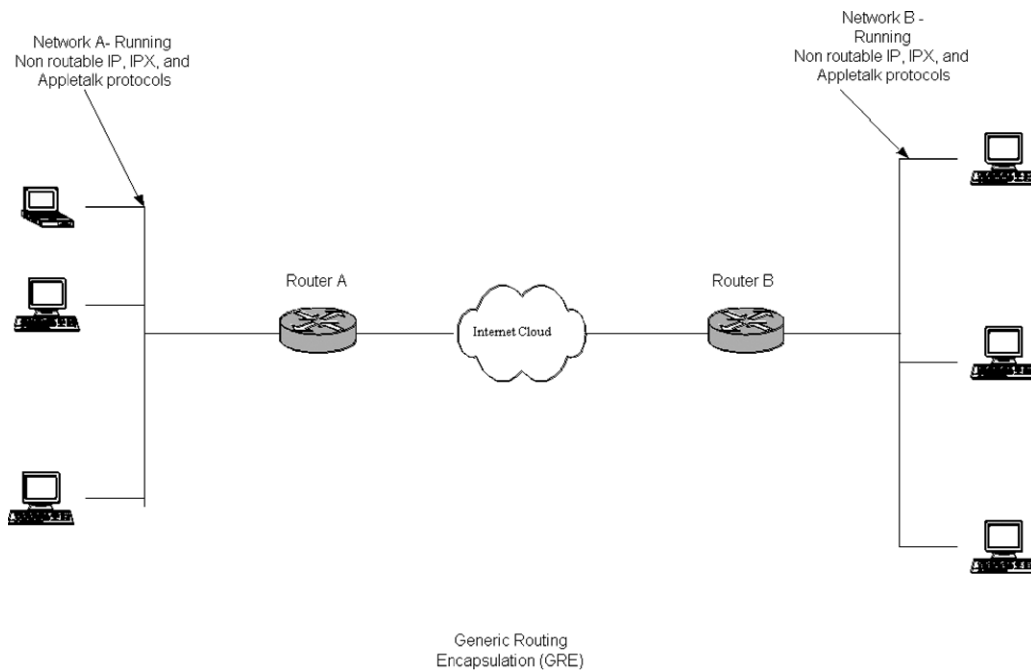 Network A- Running
Non routable IP, IPX, and
Appletalk protocols
Network B -
Running
Non routable IP, IPX, and
Appletalk protocols
Router A
Internet Cloud
Router B
Generic Routing
Encapsulation (GRE)